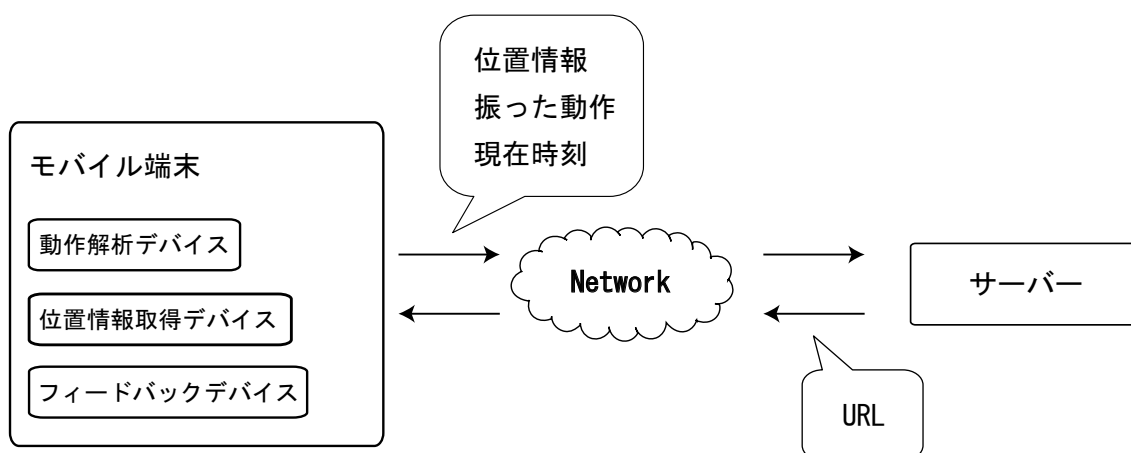 位置情報
振った動作
現在時刻
モバイル端末
動作解析デバイス
位置情報取得デバイス
フィードバックデバイス
Network
サーバー
URL